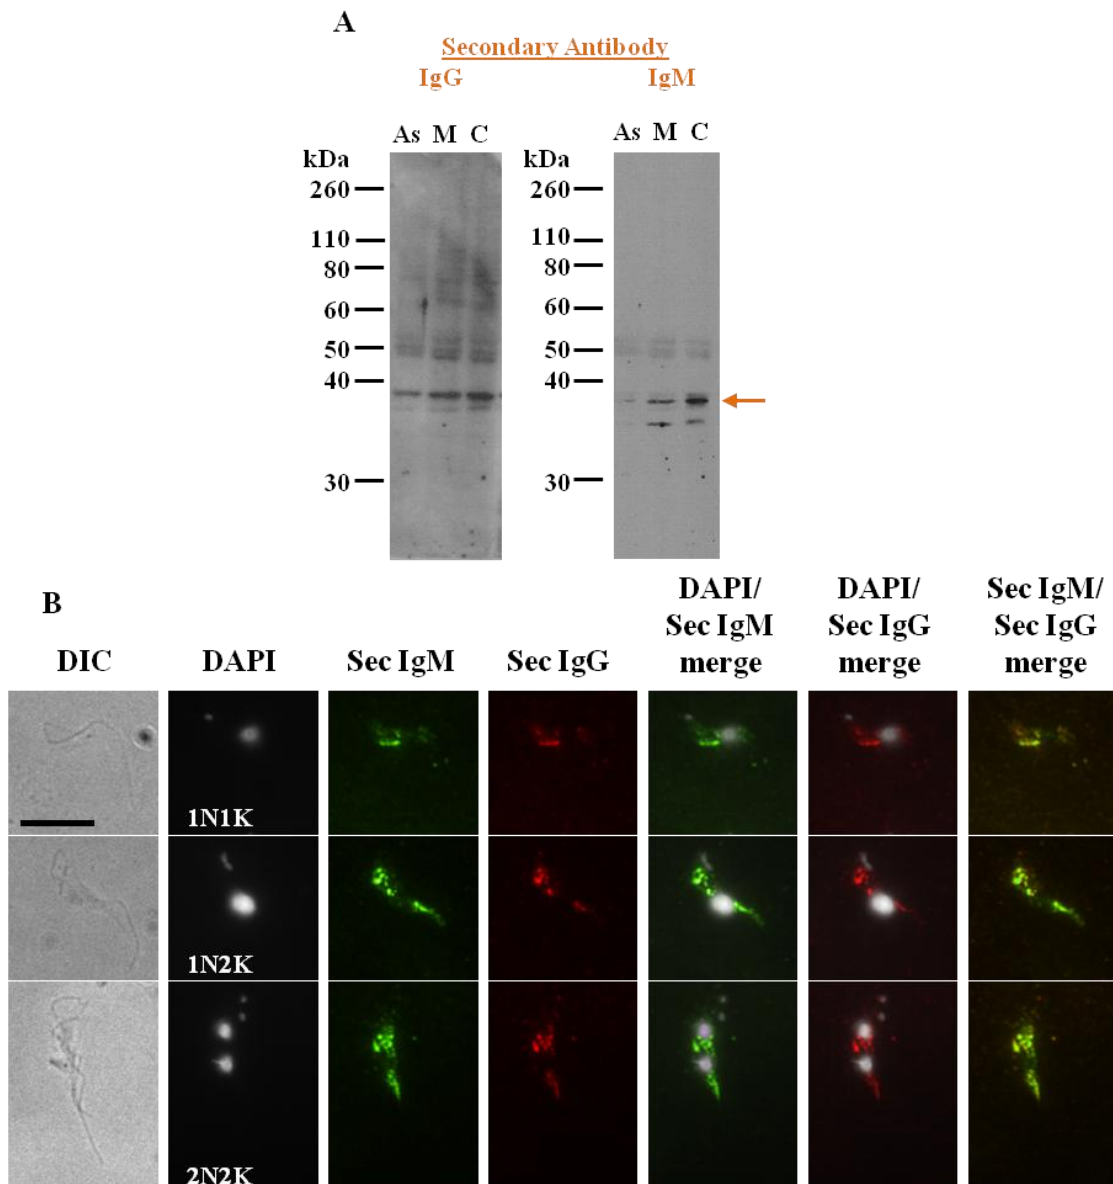 A
Secondary Antibody
IgG IgM
As M C As M C
kDa kDa
260 260
110 110
80 80
60 60
50 50
40 40
30 30
B
DIC DAPI Sec IgM Sec IgG DAPI/ Sec IgM merge DAPI/ Sec IgG merge Sec IgM/ Sec IgG merge
1N1K
1N2K
2N2K